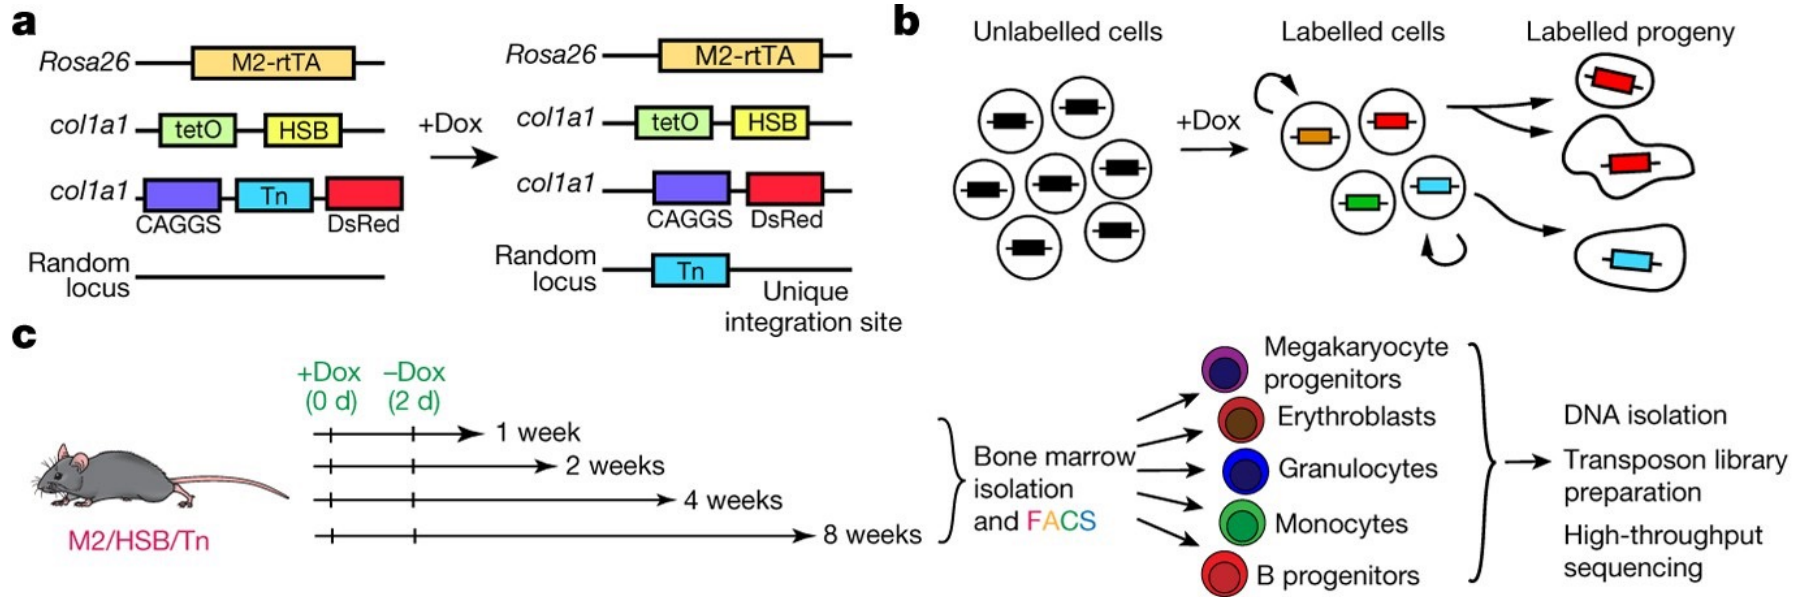 a
Rosa26
M2-rtTA
col1a1
tetO
HSB
col1a1
Tn
CAGGS
DsRed
Random
locus
+Dox
Rosa26
M2-rtTA
col1a1
tetO
HSB
col1a1
CAGGS
DsRed
Random
locus
Tn
Unique
integration site
b
Unlabelled cells
Labelled cells
Labelled progeny
+Dox
c
+Dox
(0 d)
–Dox
(2 d)
1 week
2 weeks
4 weeks
8 weeks
M2/HSB/Tn
Bone marrow
isolation
and FACS
Megakaryocyte
progenitors
Erythroblasts
Granulocytes
Monocytes
B progenitors
DNA isolation
Transposon library
preparation
High-throughput
sequencing